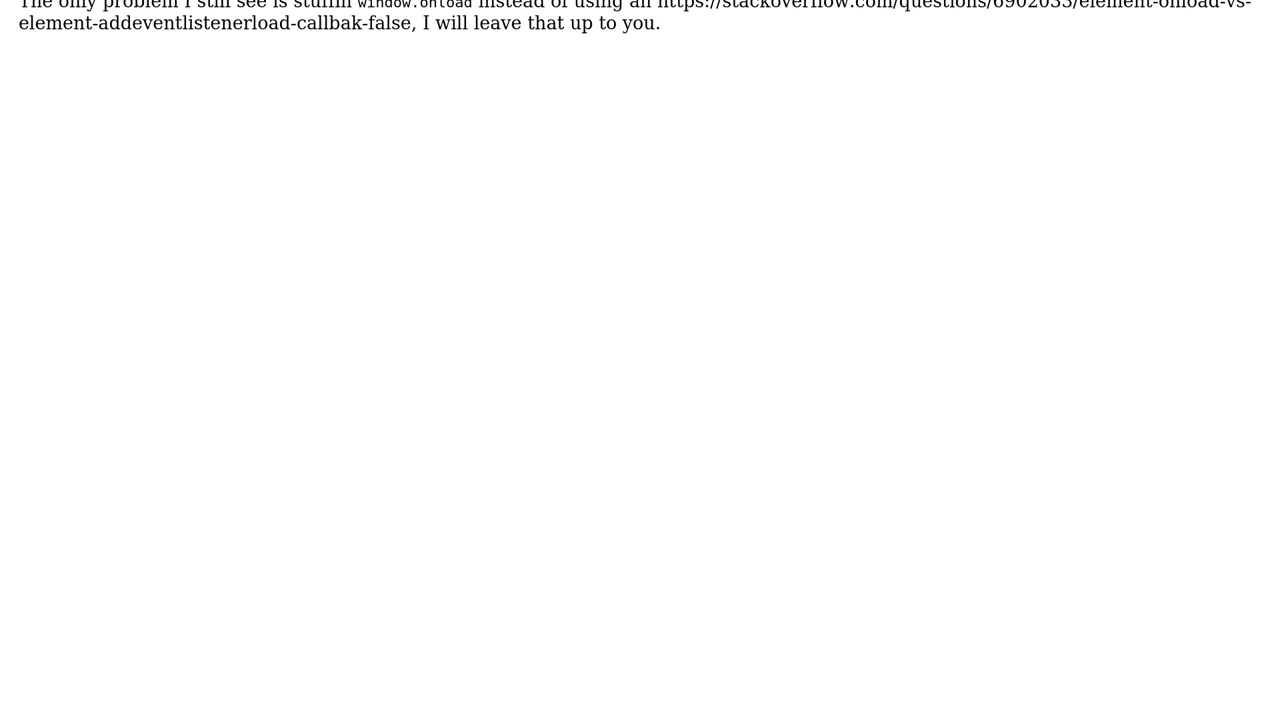 The only problem I still see is stuffin window.onload instead of using an https://stackoverflow.com/questions/6902033/element-onload-vs-
element-addeventlistenerload-callbak-false, I will leave that up to you.